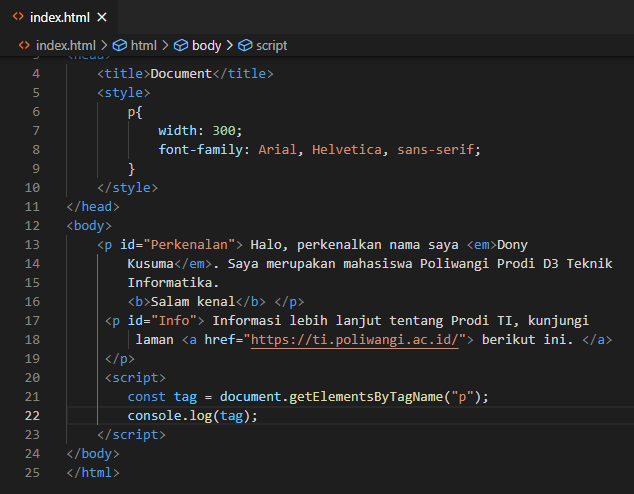 index.html
index.html > html > body > script
3 <head>
4 <title>Document</title>
5 <style>
6 p{
7 width: 300;
8 font-family: Arial, Helvetica, sans-serif;
9 }
10 </style>
11 </head>
12 <body>
13 <p id="Perkenalan"> Halo, perkenalkan nama saya <em>Dony
14 Kusuma</em>. Saya merupakan mahasiswa Poliwangi Prodi D3 Teknik
15 Informatika.
16 <b>Salam kenal</b> </p>
17 <p id="Info"> Informasi lebih lanjut tentang Prodi TI, kunjungi
18 laman <a href="https://ti.poliwangi.ac.id/"> berikut ini. </a>
19 </p>
20 <script>
21 const tag = document.getElementsByTagName("p");
22 console.log(tag);
23 </script>
24 </body>
25 </html>